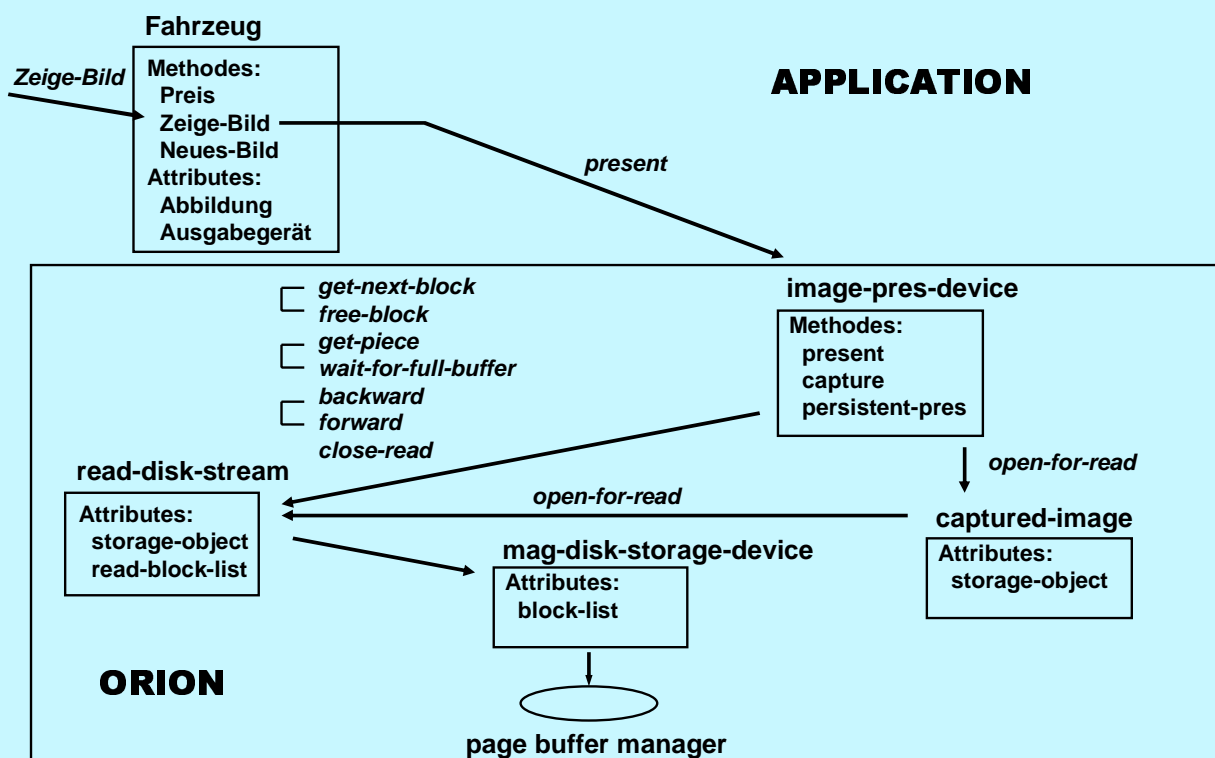 Fahrzeug
Zeige-Bild
Methodes:
Preis
Zeige-Bild
Neues-Bild
Attributes:
Abbildung
Ausgabegerät
APPLICATION
present
get-next-block
free-block
get-piece
wait-for-full-buffer
backward
forward
close-read
image-pres-device
Methodes:
present
capture
persistent-pres
open-for-read
read-disk-stream
Attributes:
storage-object
read-block-list
open-for-read
captured-image
Attributes:
storage-object
mag-disk-storage-device
Attributes:
block-list
ORION
page buffer manager